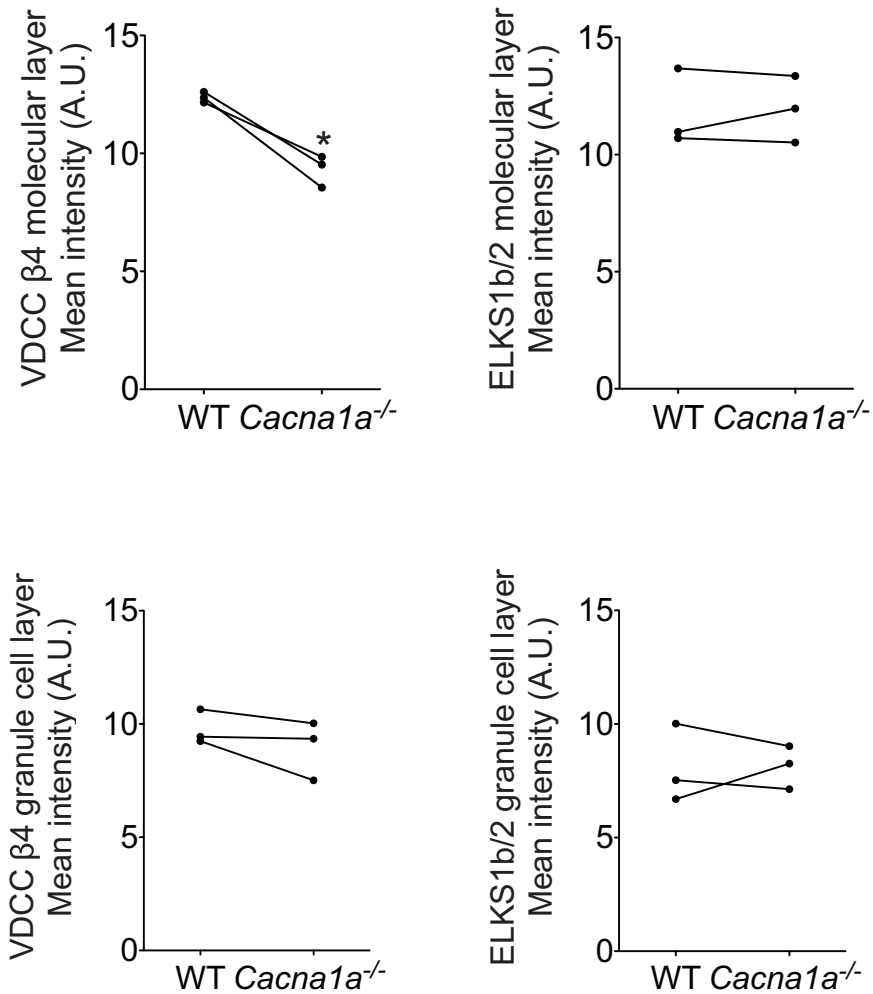 VDCC β4 molecular layer
Mean intensity (A.U.)
15
10
5
0
*
WT Cacna1a-/-
ELKS1b/2 molecular layer
Mean intensity (A.U.)
15
10
5
0
WT Cacna1a-/-
VDCC β4 granule cell layer
Mean intensity (A.U.)
15
10
5
0
WT Cacna1a-/-
ELKS1b/2 granule cell layer
Mean intensity (A.U.)
15
10
5
0
WT Cacna1a-/-